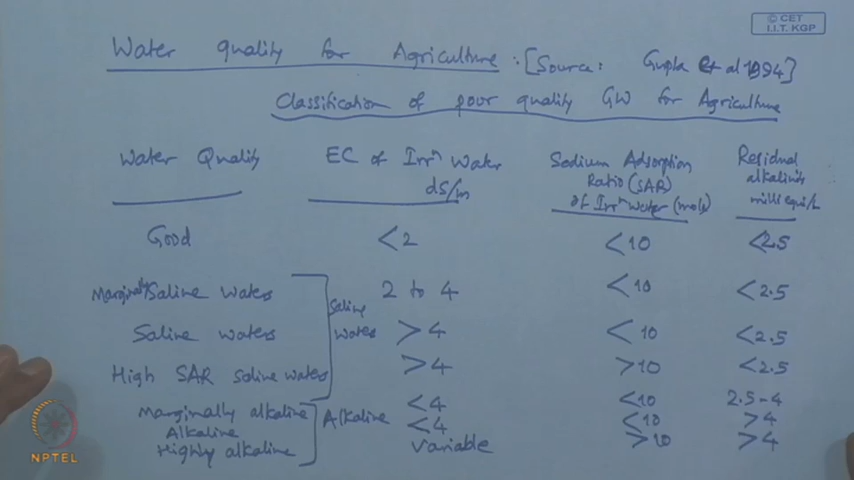 © CET
I.I.T. KGP
Water quality for Agriculture : [Source: Gupta et al 1994]
Classification of poor quality GW for Agriculture
Water Quality EC of Irrⁿ Water dS/m Sodium Adsorption Ratio (SAR) of Irrⁿ water (mols) Residual alkalinity milli equi/L
Good <2 <10 <2.5
Marginally Saline waters 2 to 4 <10 <2.5
Saline waters >4 <10 <2.5
High SAR saline waters >4 >10 <2.5
Saline waters
Marginally alkaline <4 <10 2.5-4
Alkaline <4 <10 >4
Highly alkaline variable >10 >4
Alkaline
NPTEL